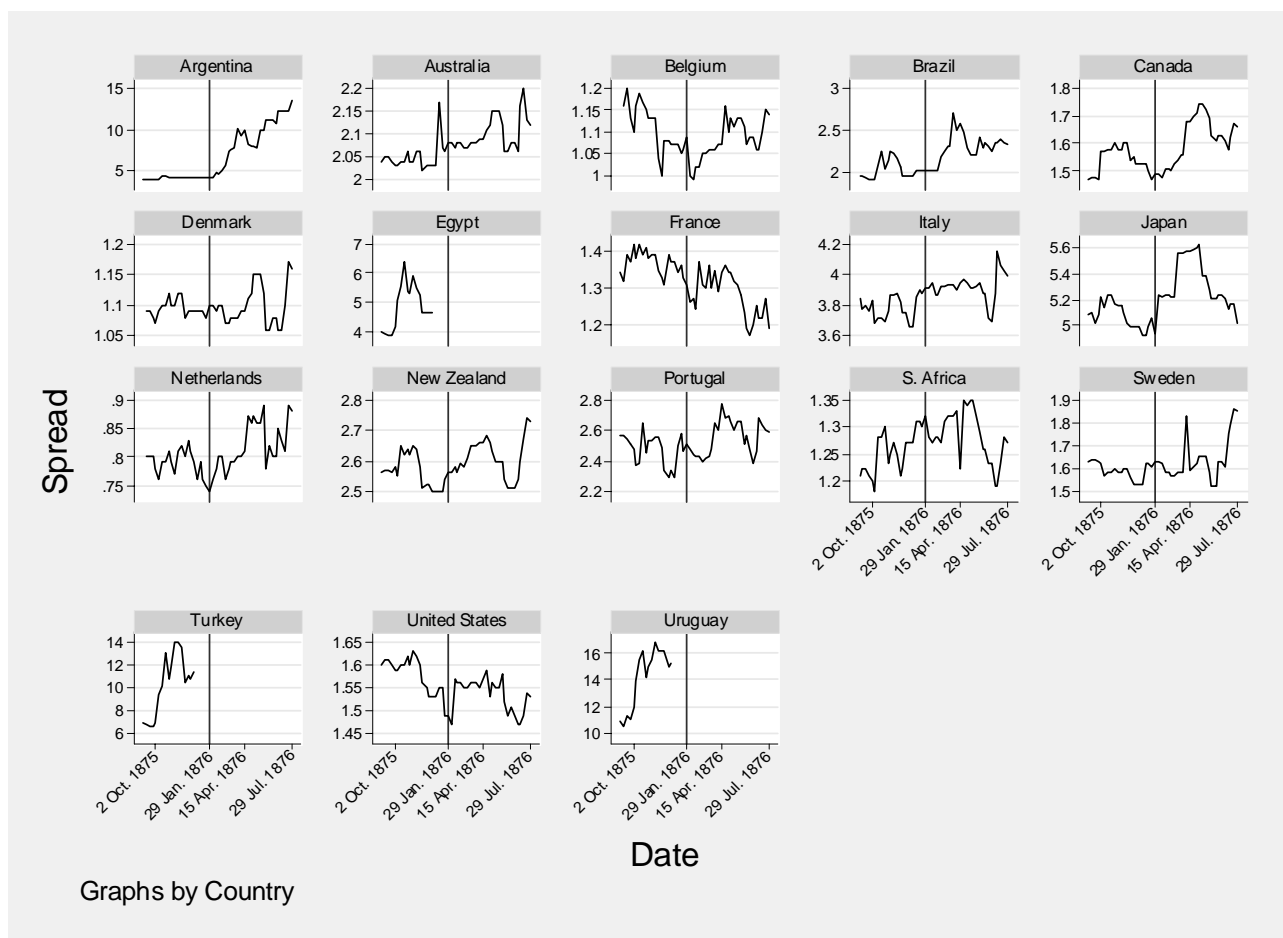 Argentina
Australia
Belgium
Brazil
Canada
15
10
5
2.2
2.15
2.1
2.05
2
1.2
1.15
1.1
1.05
1
3
2.5
2
1.8
1.7
1.6
1.5
Denmark
Egypt
France
Italy
Japan
1.2
1.15
1.1
1.05
7
6
5
4
1.4
1.3
1.2
4.2
4
3.8
3.6
5.6
5.4
5.2
5
Netherlands
New Zealand
Portugal
S. Africa
Sweden
.9
.85
.8
.75
2.8
2.7
2.6
2.5
2.8
2.6
2.4
2.2
1.35
1.3
1.25
1.2
1.9
1.8
1.7
1.6
1.5
2 Oct. 1875
29 Jan. 1876
15 Apr. 1876
29 Jul. 1876
2 Oct. 1875
29 Jan. 1876
15 Apr. 1876
29 Jul. 1876
Spread
Turkey
United States
Uruguay
14
12
10
8
6
1.65
1.6
1.55
1.5
1.45
16
14
12
10
2 Oct. 1875
29 Jan. 1876
15 Apr. 1876
29 Jul. 1876
2 Oct. 1875
29 Jan. 1876
15 Apr. 1876
29 Jul. 1876
2 Oct. 1875
29 Jan. 1876
15 Apr. 1876
29 Jul. 1876
Date
Graphs by Country